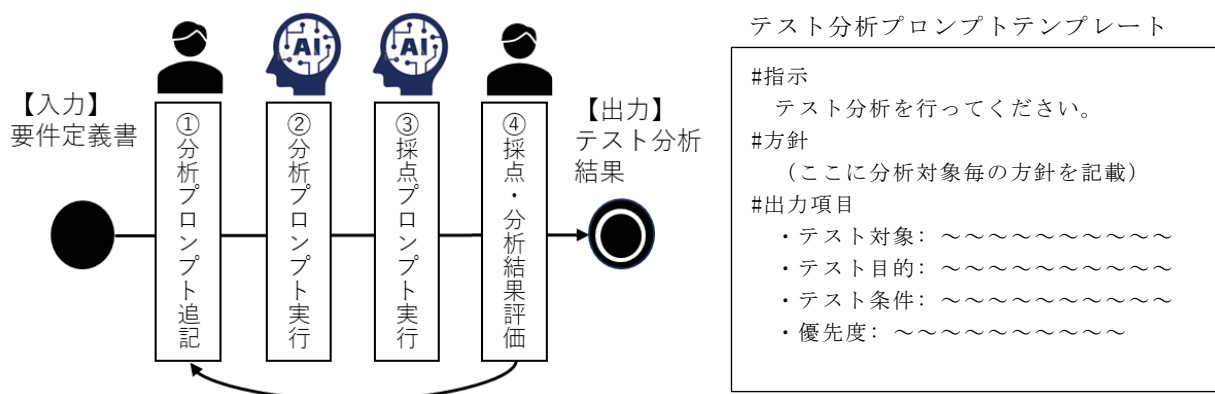 【入力】
要件定義書
AI
AI
①分析プロンプト追記
②分析プロンプト実行
③採点プロンプト実行
④採点・分析結果評価
【出力】
テスト分析
結果
テスト分析プロンプトテンプレート
#指示
テスト分析を行ってください。
#方針
（ここに分析対象毎の方針を記載）
#出力項目
・テスト対象：～～～～～～～～～～
・テスト目的：～～～～～～～～～～
・テスト条件：～～～～～～～～～～
・優先度：～～～～～～～～～～